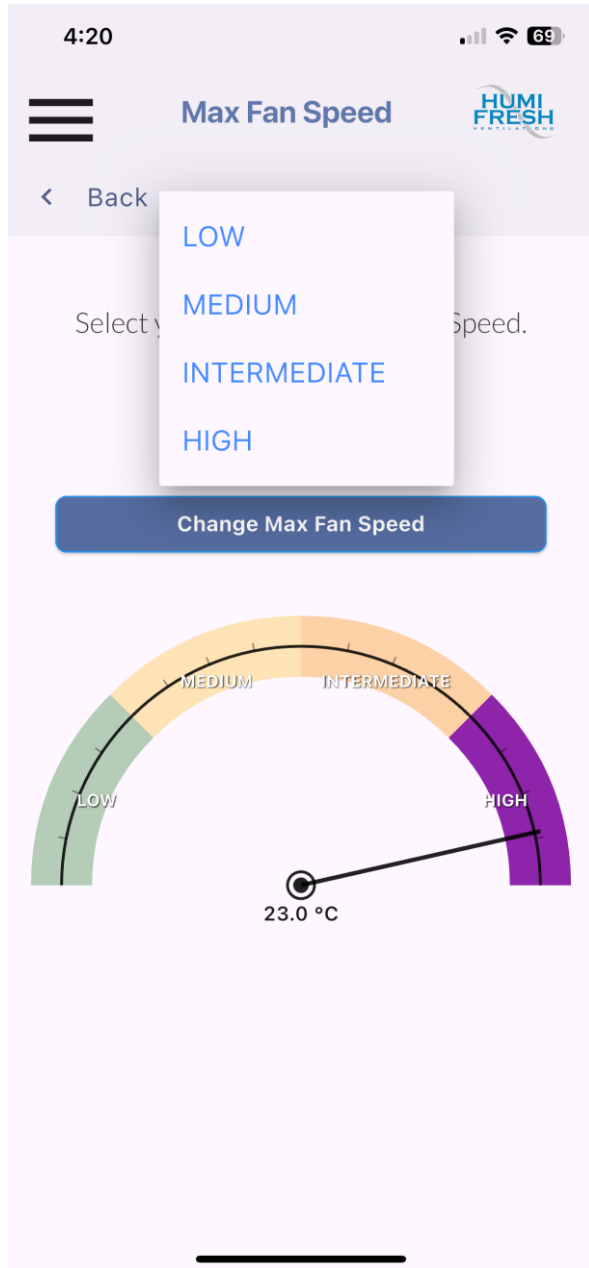 4:20
69
Max Fan Speed
HUMI
FRESH
VENTILATIONS
Back
LOW
MEDIUM
Select
Speed.
INTERMEDIATE
HIGH
Change Max Fan Speed
MEDIUM
INTERMEDIATE
LOW
HIGH
23.0 °C